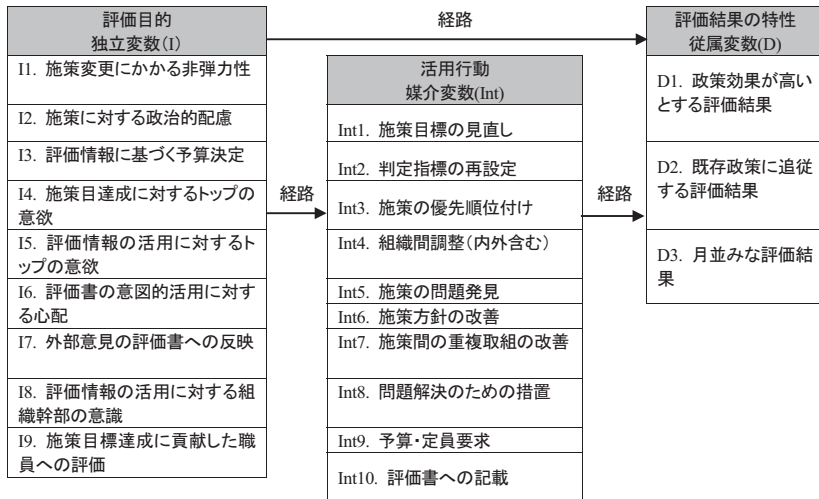 評価目的
独立変数(I)
I1. 施策変更にかかる非弾力性
I2. 施策に対する政治的配慮
I3. 評価情報に基づく予算決定
I4. 施策目達成に対するトップの
意欲
I5. 評価情報の活用に対するト
ップの意欲
I6. 評価書の意図的活用に対す
る心配
I7. 外部意見の評価書への反映
I8. 評価情報の活用に対する組
織幹部の意識
I9. 施策目標達成に貢献した職
員への評価
経路
経路
活用行動
媒介変数(Int)
Int1. 施策目標の見直し
Int2. 判定指標の再設定
Int3. 施策の優先順位付け
Int4. 組織間調整(内外含む)
Int5. 施策の問題発見
Int6. 施策方針の改善
Int7. 施策間の重複取組の改善
Int8. 問題解決のための措置
Int9. 予算・定員要求
Int10. 評価書への記載
経路
評価結果の特性
従属変数(D)
D1. 政策効果が高い
とする評価結果
D2. 既存政策に追従
する評価結果
D3. 月並みな評価結
果